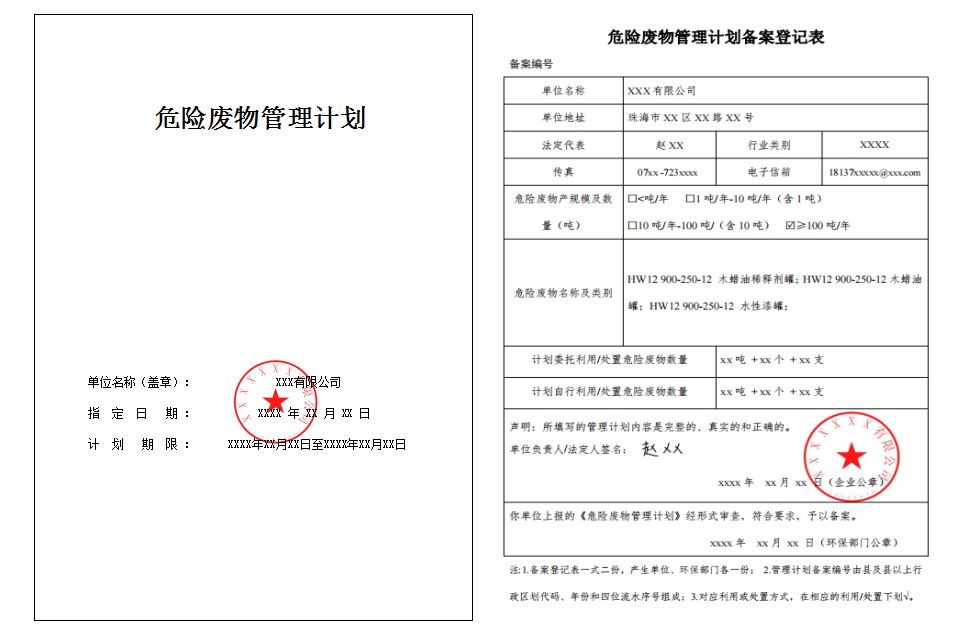 危险废物管理计划
单位名称（盖章）： XXX有限公司
指 定 日 期： XXXX 年 XX 月 XX 日
计 划 期 限： XXXX年XX月XX日至XXXX年XX月XX日
XXXXXXXX有限公司
危险废物管理计划备案登记表
备案编号
单位名称 XXX 有限公司
单位地址 珠海市 XX 区 XX 路 XX 号
法定代表 赵 XX 行业类别 XXXX
传真 07xx -723xxxx 电子信箱 18137xxxxx@xxx.com
危险废物产规模及数 □<吨/年 □1 吨/年-10 吨/年（含 1 吨）
量（吨） □10 吨/年-100 吨/（含 10 吨） ☑≥100 吨/年
危险废物名称及类别
HW12 900-250-12 木蜡油稀释剂罐；HW12 900-250-12 木蜡油
罐；HW12 900-250-12 水性漆罐；
计划委托利用/处置危险废物数量 xx 吨 +xx 个 +xx 支
计划自行利用/处置危险废物数量 xx 吨 +xx 个 +xx 支
声明：所填写的管理计划内容是完整的、真实的和正确的。
单位负责人/法定人签名： 赵 XX
xxxx 年 xx 月 xx 日（企业公章）
XXXXXXXX有限公司
你单位上报的《危险废物管理计划》经形式审查，符合要求，予以备案。
xxxx 年 xx 月 xx 日（环保部门公章）
注:1.备案登记表一式二份，产生单位、环保部门各一份； 2.管理计划备案编号由县及县以上行
政区划代码、年份和四位流水序号组成；3.对应利用或处置方式，在相应的利用/处置下划√。